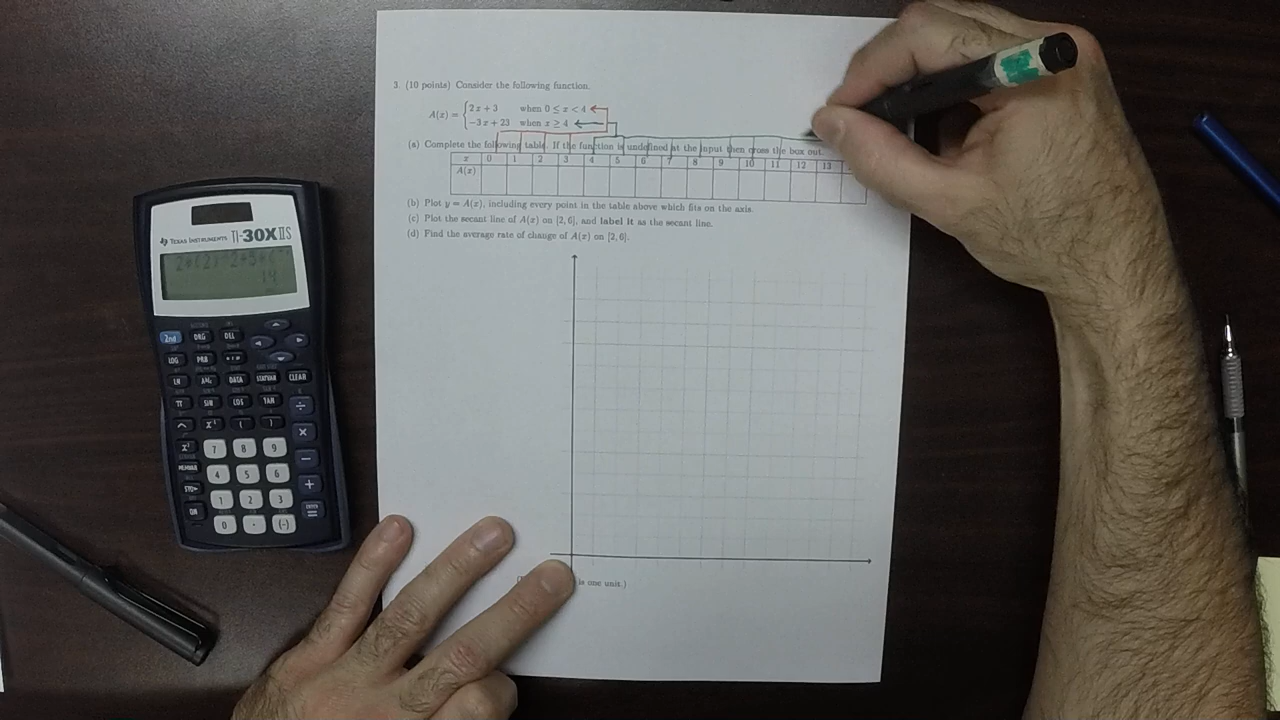 3. (10 points) Consider the following function.
A(x) = { 2x + 3 when 0 ≤ x < 4
−3x + 23 when x ≥ 4
(a) Complete the following table. If the function is undefined at the input then cross the box out.
x 0 1 2 3 4 5 6 7 8 9 10 11 12 13
A(x)
(b) Plot y = A(x), including every point in the table above which fits on the axis.
(c) Plot the secant line of A(x) on [2, 6], and label it as the secant line.
(d) Find the average rate of change of A(x) on [2, 6].
is one unit.)
TEXAS INSTRUMENTS TI-30X IIS
14
2nd DRG DEL
LOG PRB
LN DATA STATVAR CLEAR
π SIN COS TAN
^ x⁻¹ ( ) ×
x² 7 8 9 −
4 5 6 +
STO▸ 1 2 3 ENTER =
ON 0 . (−)